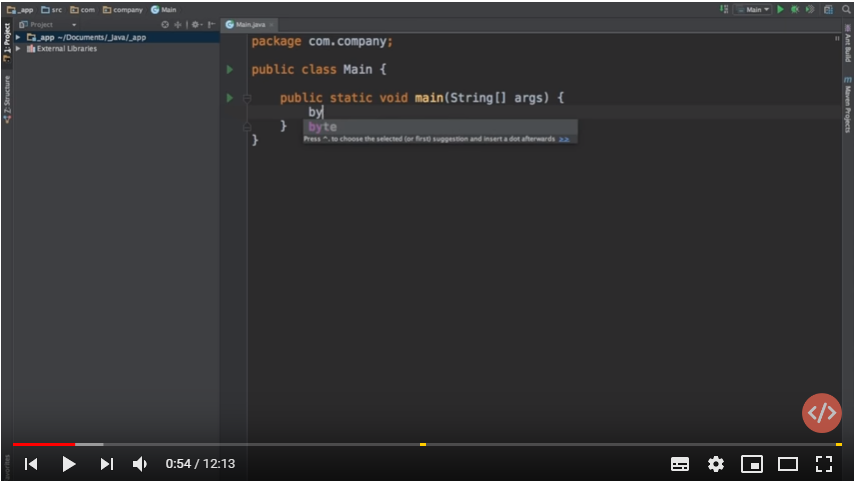 _app src com company Main Main
Project
Main.java
1: Project
_app ~/Documents/_Java/_app
External Libraries
Z: Structure
package com.company;
public class Main {
public static void main(String[] args) {
by
}
byte
Press ^. to choose the selected (or first) suggestion and insert a dot afterwards >>
}
Ant Build
m
Maven Projects
</>
0:54 / 12:13